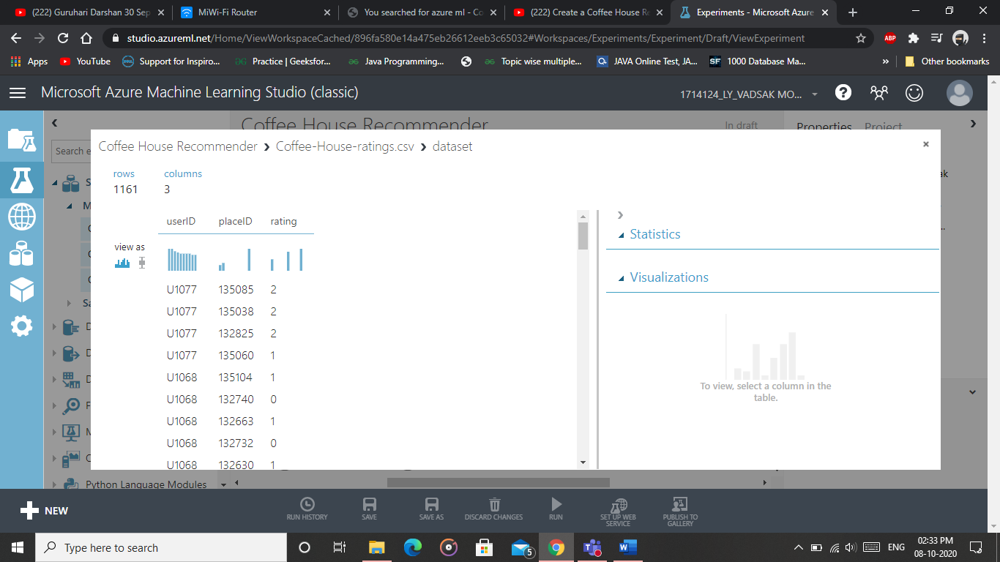 (222) Guruhari Darshan 30 Sep
MiWi-Fi Router
You searched for azure ml - Co
(222) Create a Coffee House Re
Experiments - Microsoft Azure
studio.azureml.net/Home/ViewWorkspaceCached/896fa580e14a475eb26612eeb3c65032#Workspaces/Experiments/Experiment/Draft/ViewExperiment
ABP
Apps
YouTube
Support for Inspiro...
Practice | Geeksfor...
Java Programming...
Topic wise multiple...
JAVA Online Test, JA...
SF
1000 Database Ma...
»
Other bookmarks
Microsoft Azure Machine Learning Studio (classic)
1714124_LY_VADSAK MO...
Coffee House Recommender
In draft
Properties Project
Search e
Coffee House Recommender > Coffee-House-ratings.csv > dataset
rows columns
1161 3
userID placeID rating
view as
U1077 135085 2
U1077 135038 2
U1077 132825 2
U1077 135060 1
U1068 135104 1
U1068 132740 0
U1068 132663 1
U1068 132732 0
U1068 132630 1
Statistics
Visualizations
To view, select a column in the
table.
Python Language Modules
NEW
RUN HISTORY
SAVE
SAVE AS
DISCARD CHANGES
RUN
SET UP WEB
SERVICE
PUBLISH TO
GALLERY
Type here to search
5
ENG
02:33 PM
08-10-2020